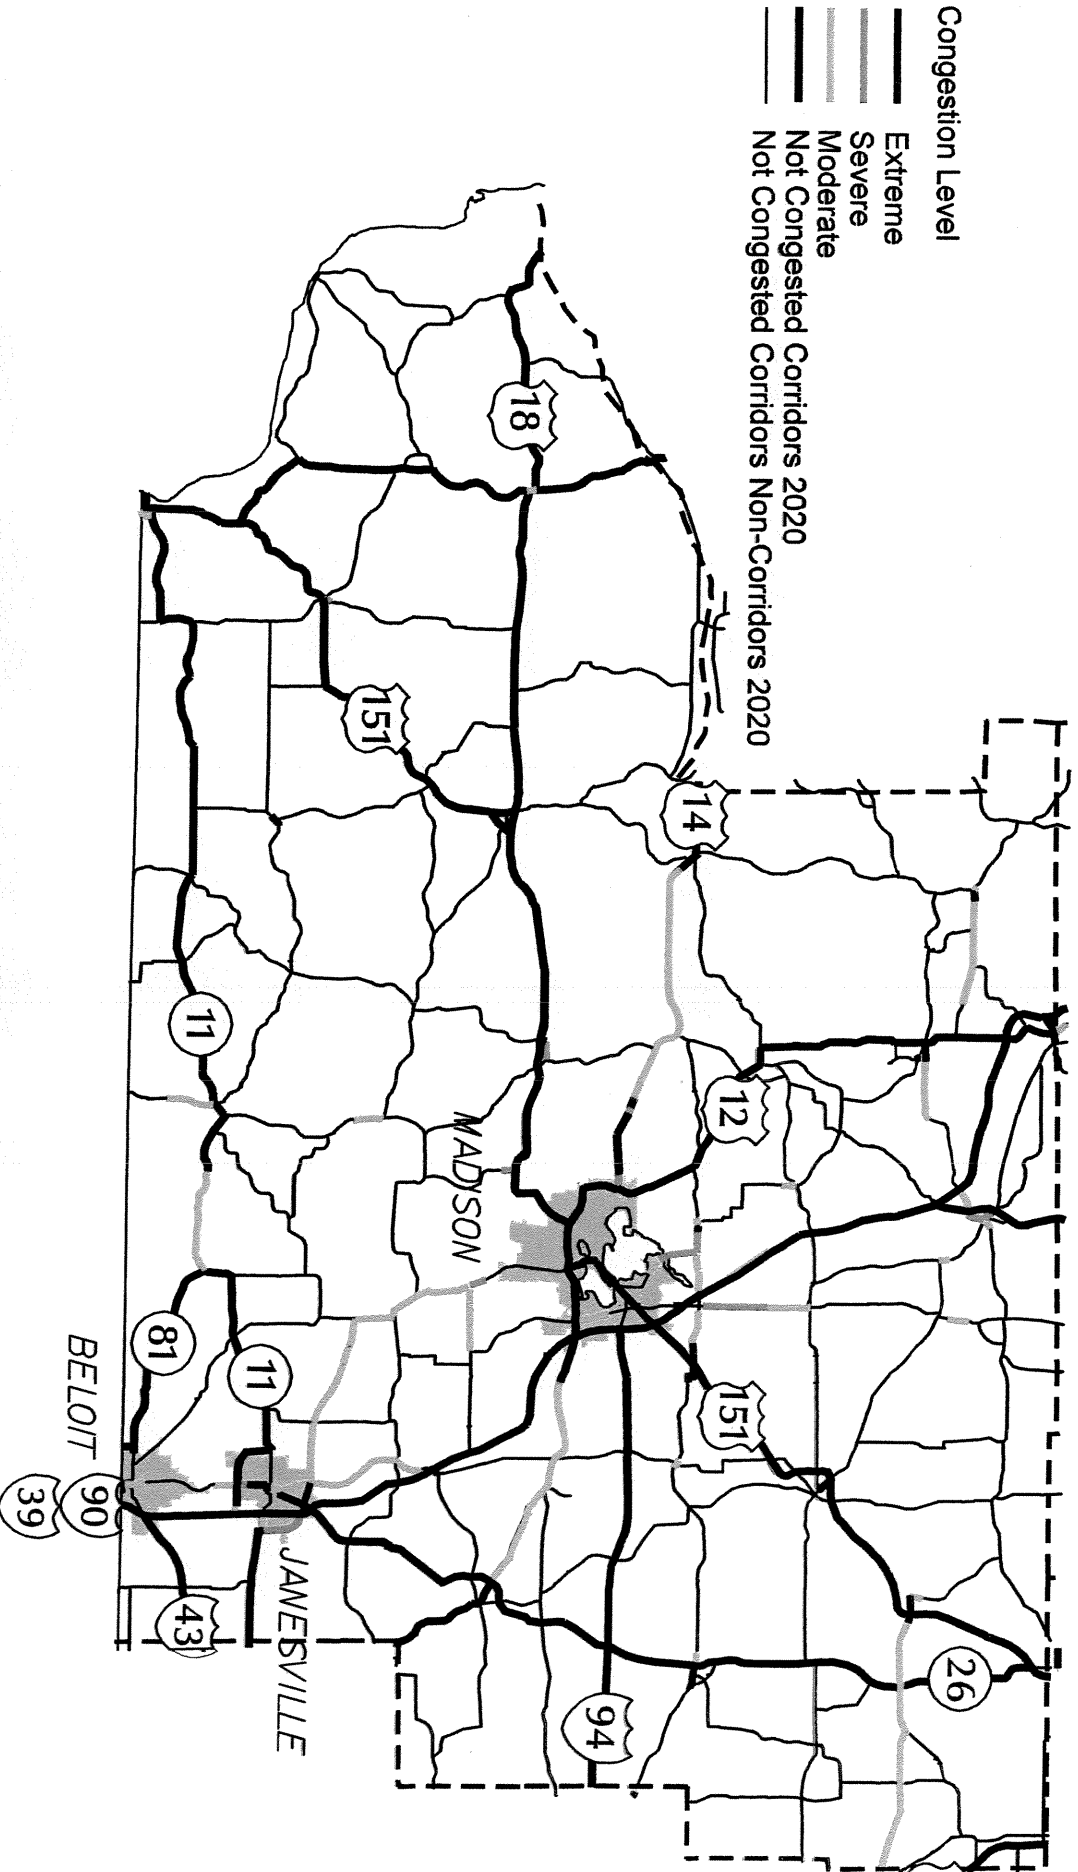 Congestion Level
Extreme
Severe
Moderate
Not Congested Corridors 2020
Not Congested Corridors Non-Corridors 2020
18
151
14
12
11
MADISON
151
81
11
BELOIT
90
39
43
JANESVILLE
94
26